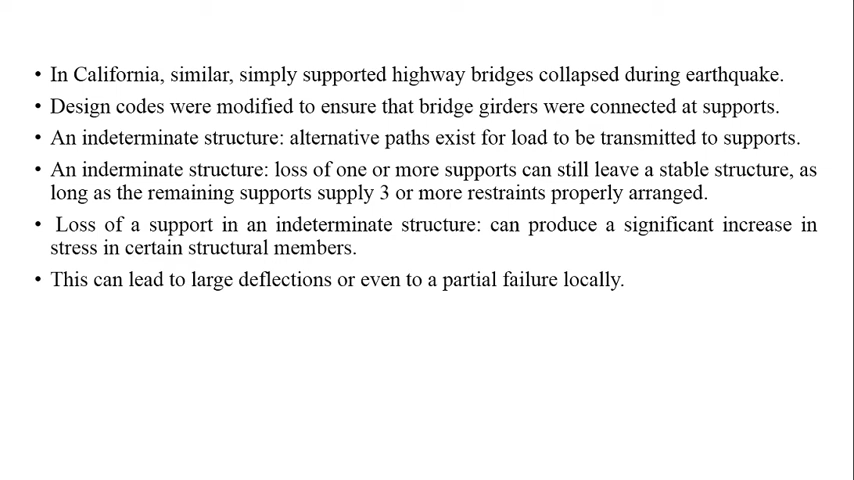 • In California, similar, simply supported highway bridges collapsed during earthquake.
• Design codes were modified to ensure that bridge girders were connected at supports.
• An indeterminate structure: alternative paths exist for load to be transmitted to supports.
• An inderminate structure: loss of one or more supports can still leave a stable structure, as
long as the remaining supports supply 3 or more restraints properly arranged.
• Loss of a support in an indeterminate structure: can produce a significant increase in
stress in certain structural members.
• This can lead to large deflections or even to a partial failure locally.